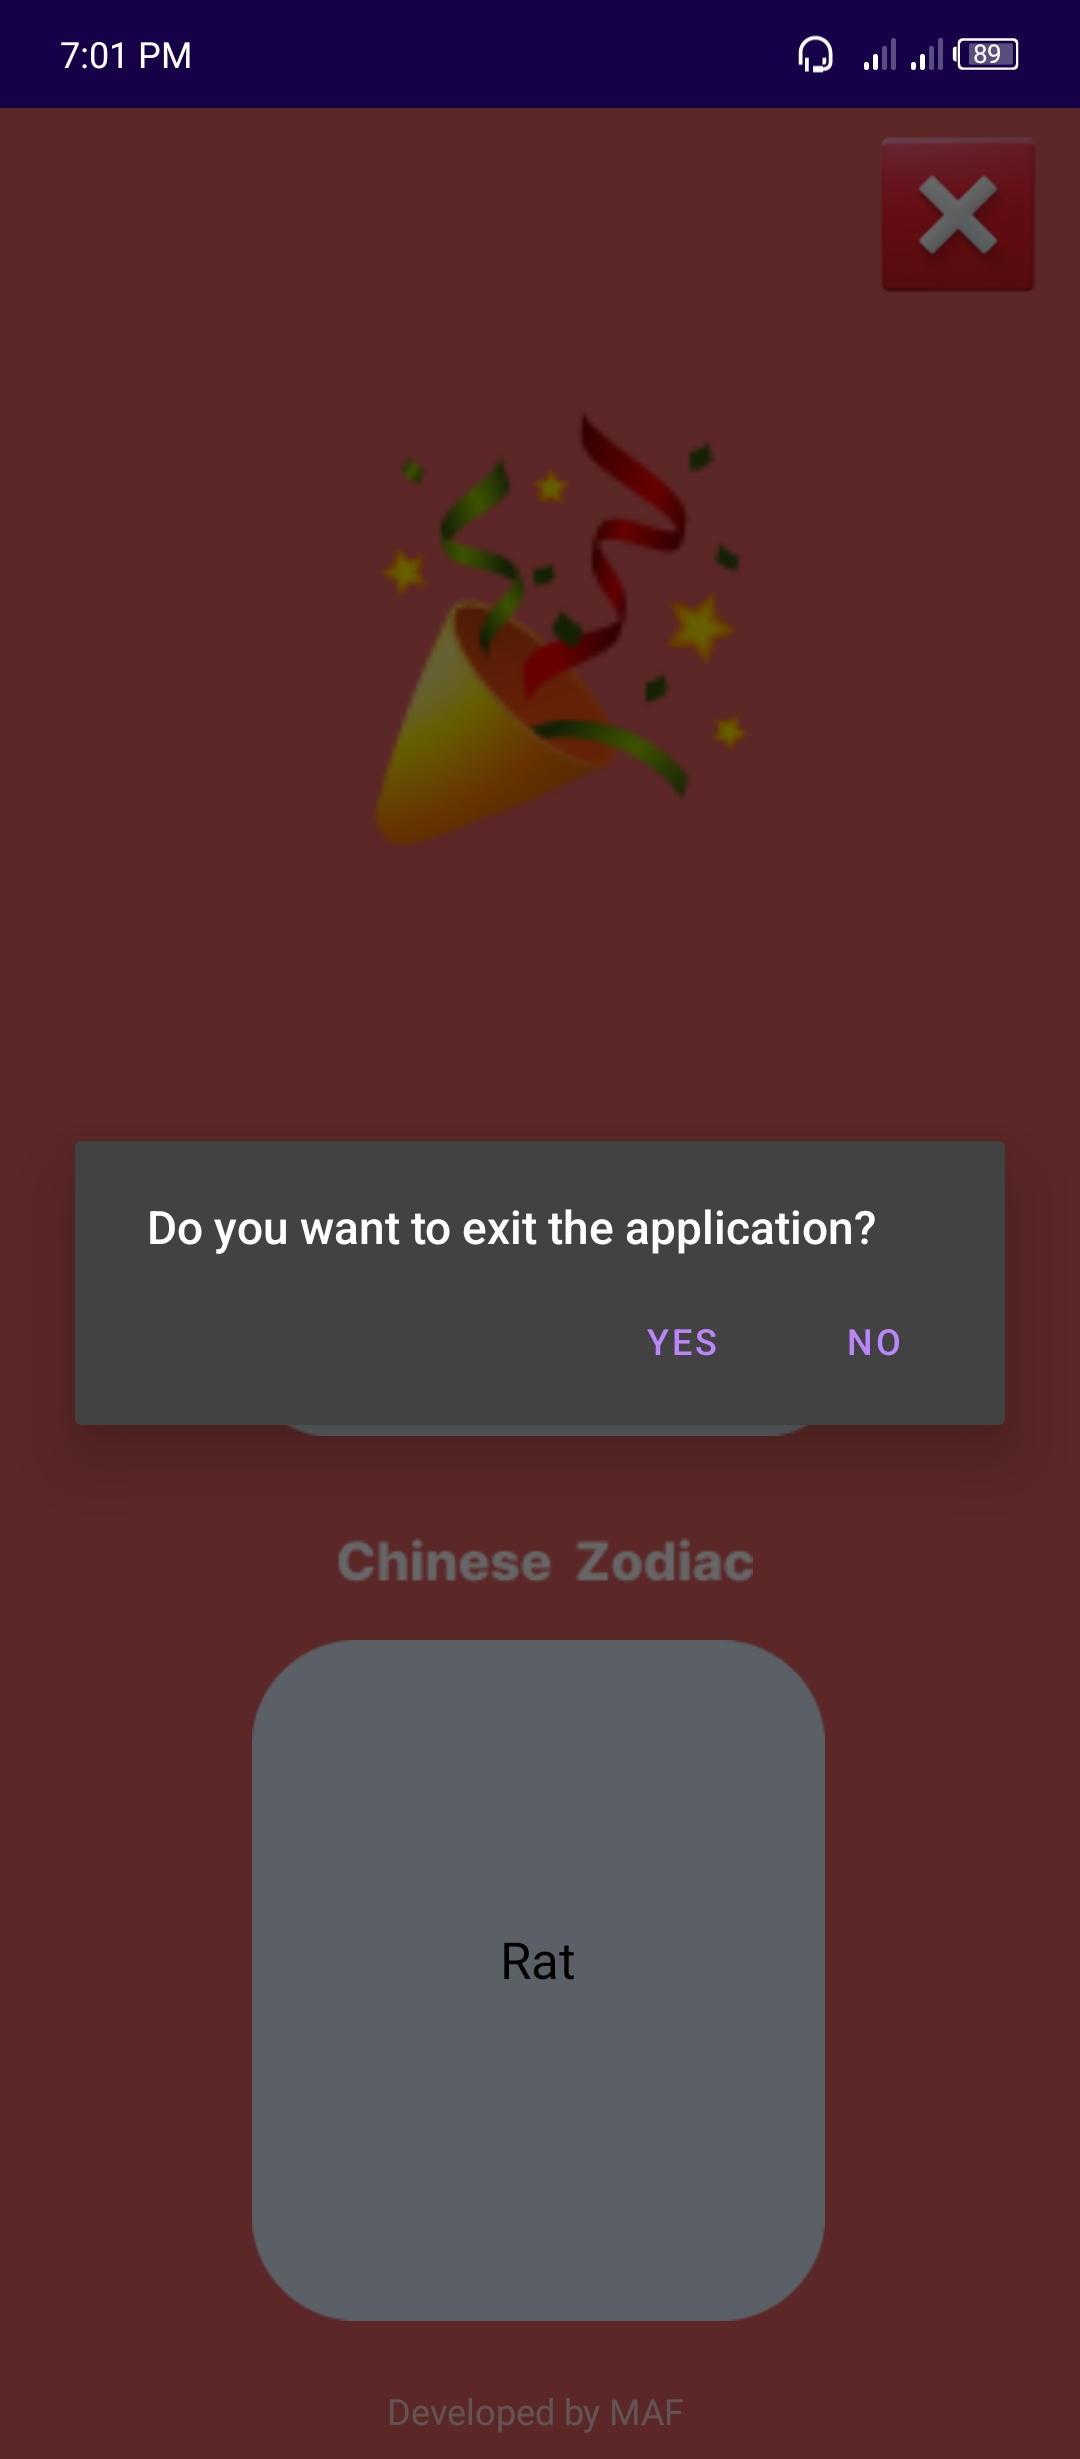 7:01 PM
89
Do you want to exit the application?
YES NO
Chinese Zodiac
Rat
Developed by MAF